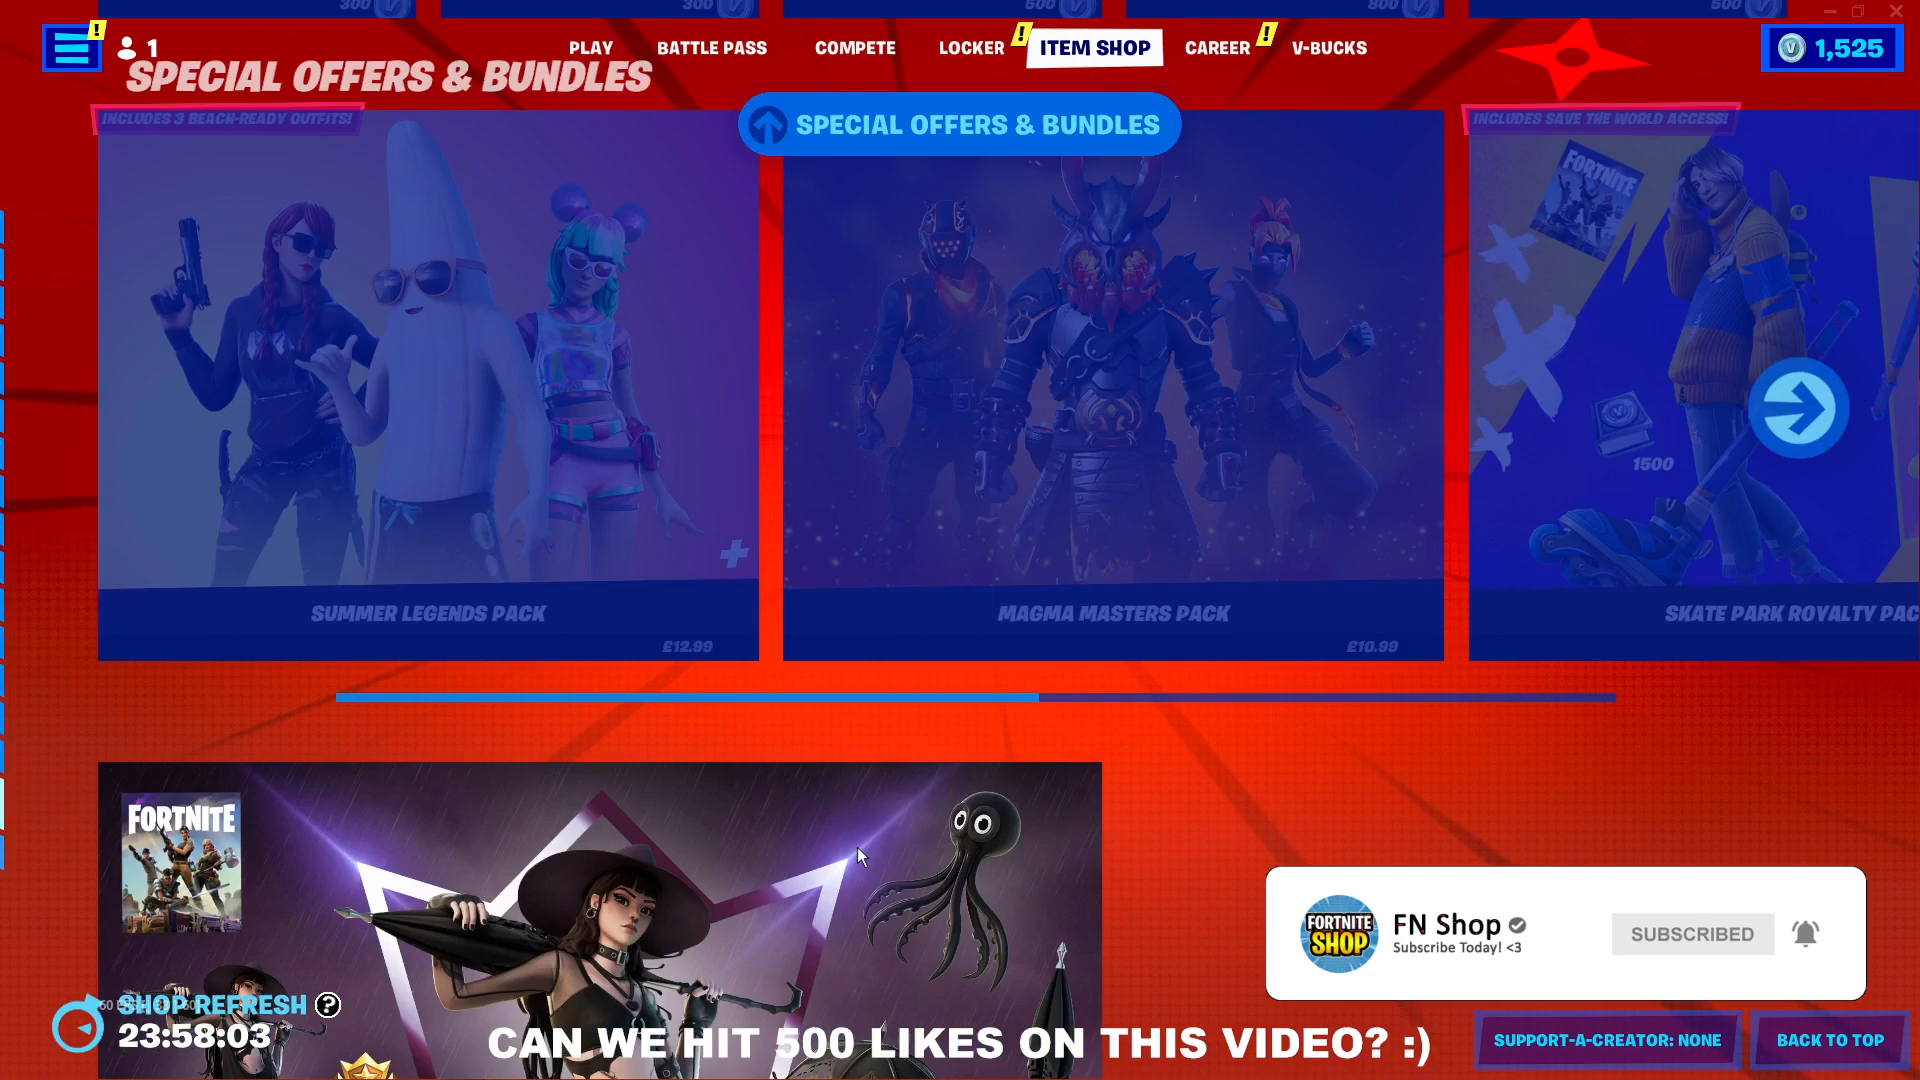 300
300
500
800
500
1
PLAY
BATTLE PASS
COMPETE
LOCKER
ITEM SHOP
CAREER
V-BUCKS
1,525
SPECIAL OFFERS & BUNDLES
SPECIAL OFFERS & BUNDLES
INCLUDES 3 BEACH-READY OUTFITS!
INCLUDES SAVE THE WORLD ACCESS!
FORTNITE
1500
SUMMER LEGENDS PACK
£12.99
MAGMA MASTERS PACK
£10.99
SKATE PARK ROYALTY PAC
FORTNITE
FORTNITE
SHOP
FN Shop
Subscribe Today! <3
SUBSCRIBED
SHOP REFRESH ?
23:58:03
CAN WE HIT 500 LIKES ON THIS VIDEO? :)
SUPPORT-A-CREATOR: NONE
BACK TO TOP